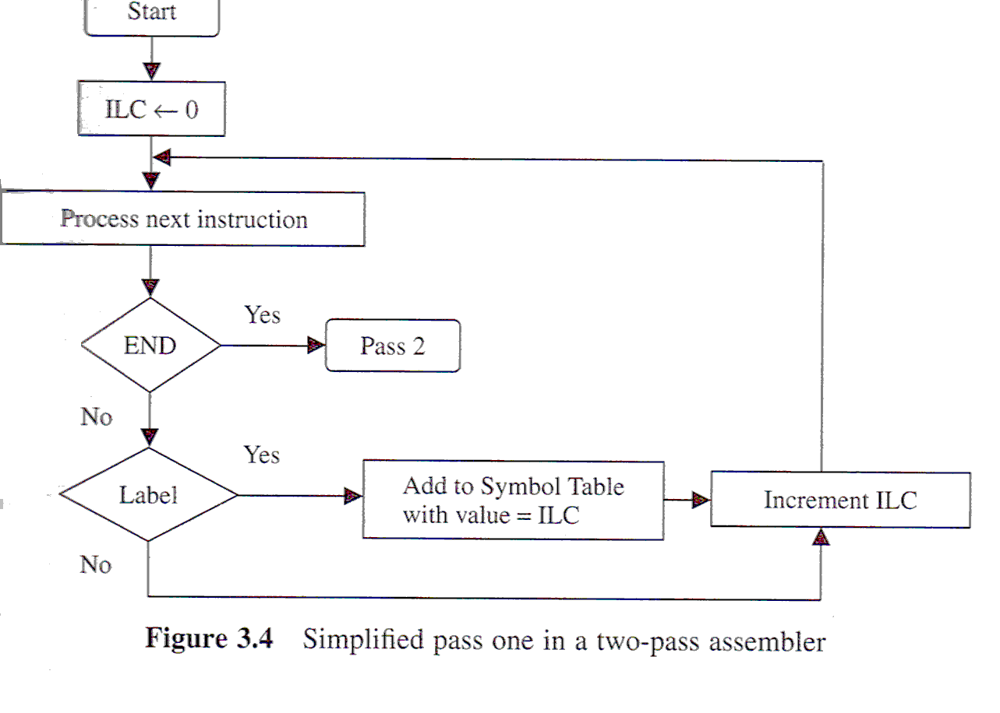 Start
ILC ← 0
Process next instruction
Yes
END
Pass 2
No
Yes
Label
Add to Symbol Table
with value = ILC
Increment ILC
No
Figure 3.4 Simplified pass one in a two-pass assembler